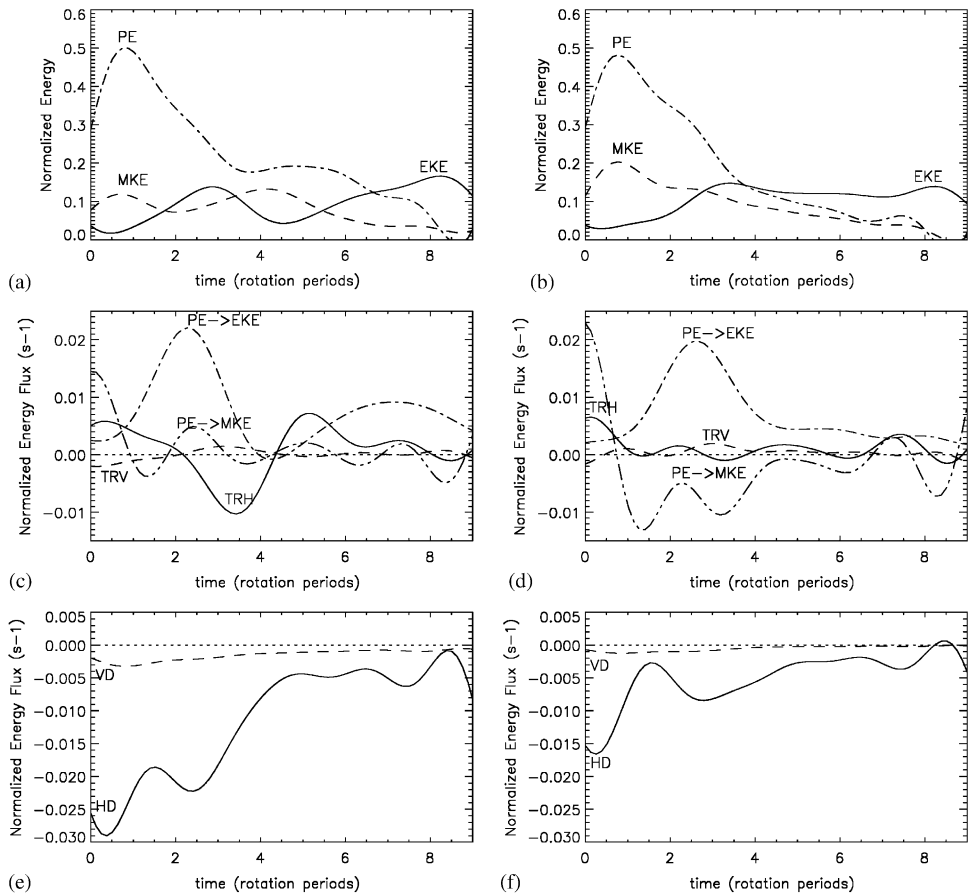 0.6
0.5
0.4
0.3
0.2
0.1
0.0
Normalized Energy
PE
MKE
EKE
0 2 4 6 8
time (rotation periods)
(a)
0.6
0.5
0.4
0.3
0.2
0.1
0.0
Normalized Energy
PE
MKE
EKE
0 2 4 6 8
time (rotation periods)
(b)
0.02
0.01
0.00
−0.01
Normalized Energy Flux (s−1)
PE−>EKE
PE−>MKE
TRV
TRH
0 2 4 6 8
time (rotation periods)
(c)
0.02
0.01
0.00
−0.01
Normalized Energy Flux (s−1)
PE−>EKE
TRH
TRV
PE−>MKE
0 2 4 6 8
time (rotation periods)
(d)
0.005
0.000
−0.005
−0.010
−0.015
−0.020
−0.025
−0.030
Normalized Energy Flux (s−1)
VD
HD
0 2 4 6 8
time (rotation periods)
(e)
0.005
0.000
−0.005
−0.010
−0.015
−0.020
−0.025
−0.030
Normalized Energy Flux (s−1)
VD
HD
0 2 4 6 8
time (rotation periods)
(f)